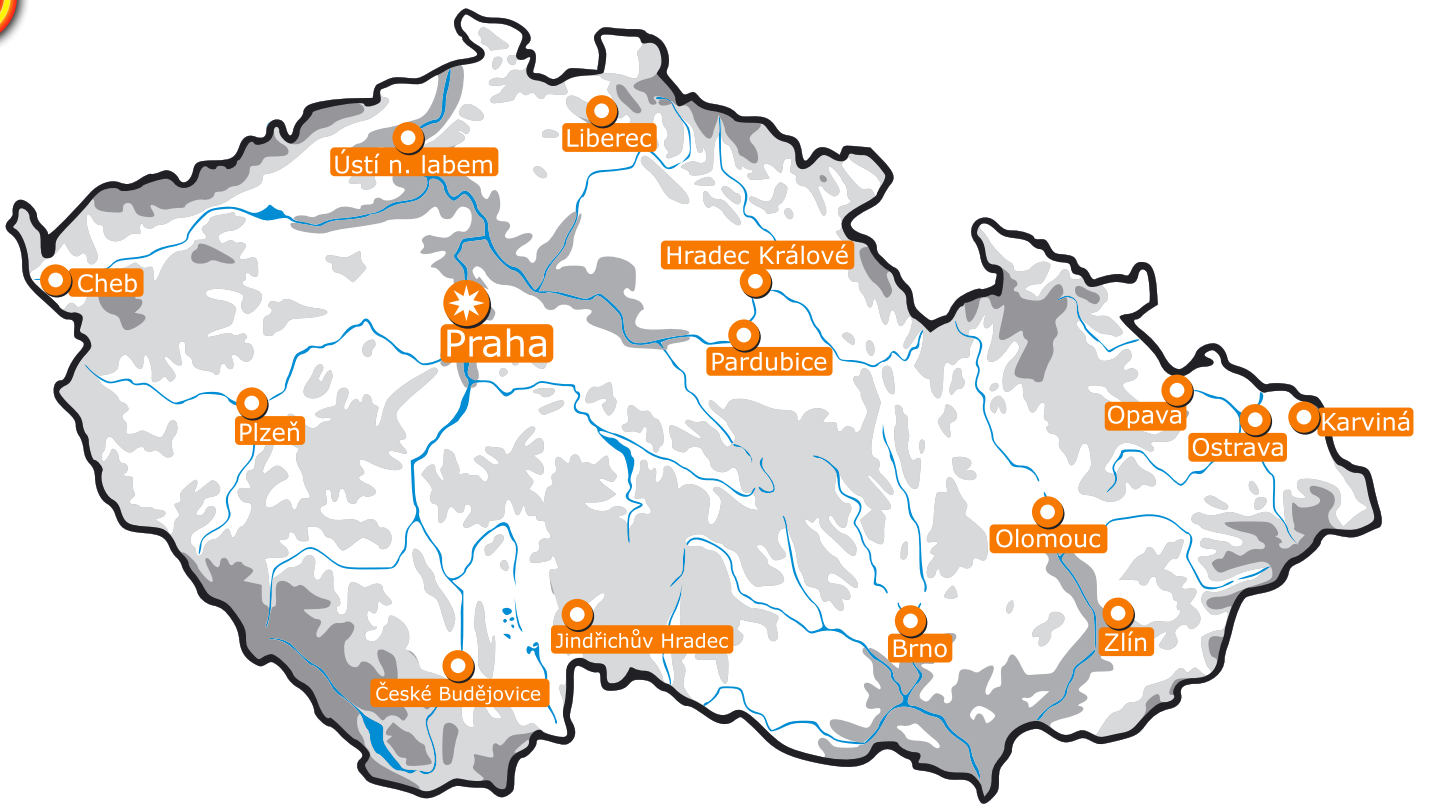 Liberec
Ústí n. labem
Hradec Králové
Cheb
Praha
Pardubice
Opava
Karviná
Plzeň
Ostrava
Olomouc
Jindřichův Hradec
Zlín
Brno
České Budějovice